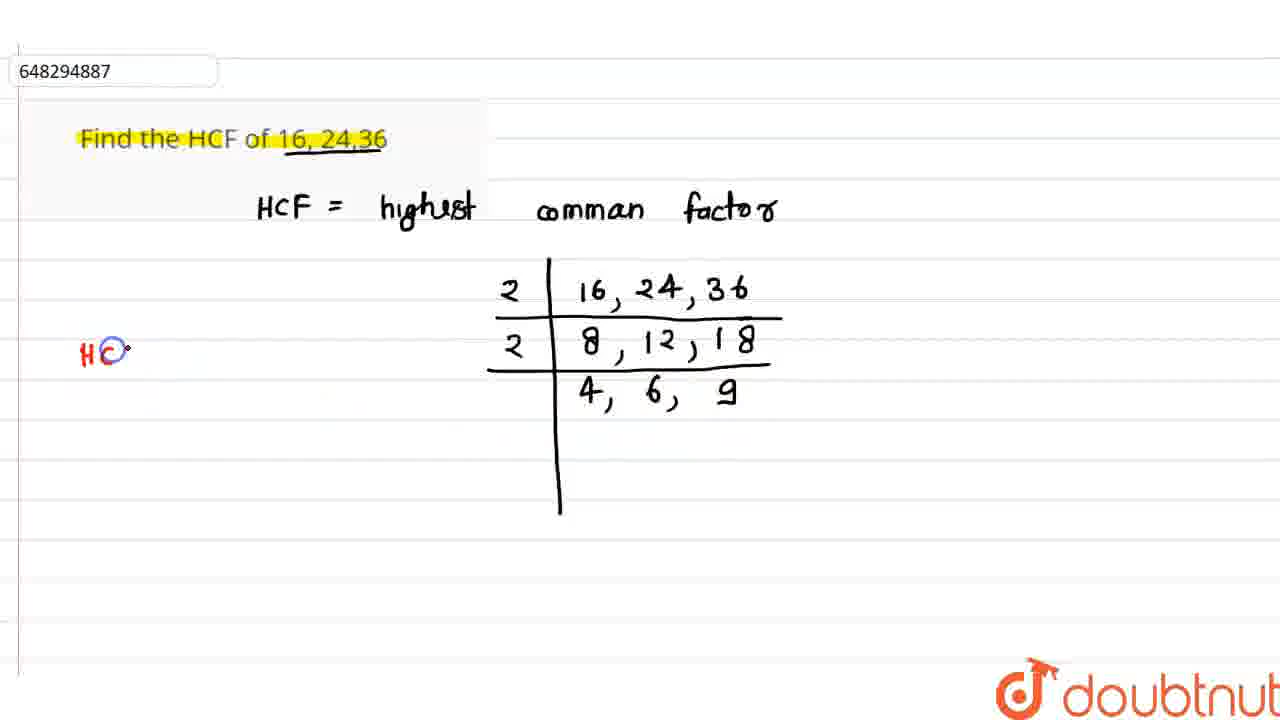 648294887
Find the HCF of 16, 24,36
HCF = highest comman factor
2 16, 24, 36
2 8, 12, 18
HC
4, 6, 9
doubtnut